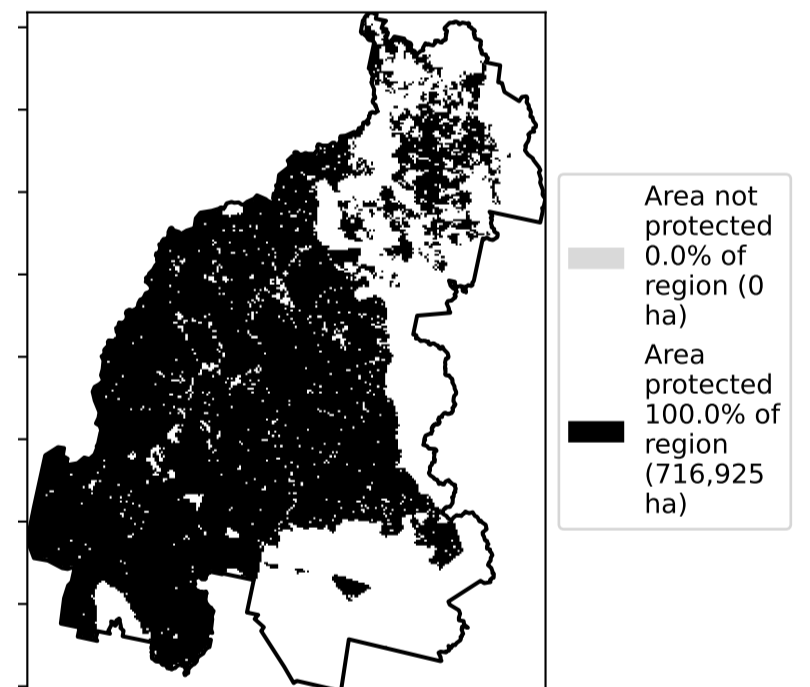 Area not
protected
0.0% of
region (0
ha)
Area
protected
100.0% of
region
(716,925
ha)